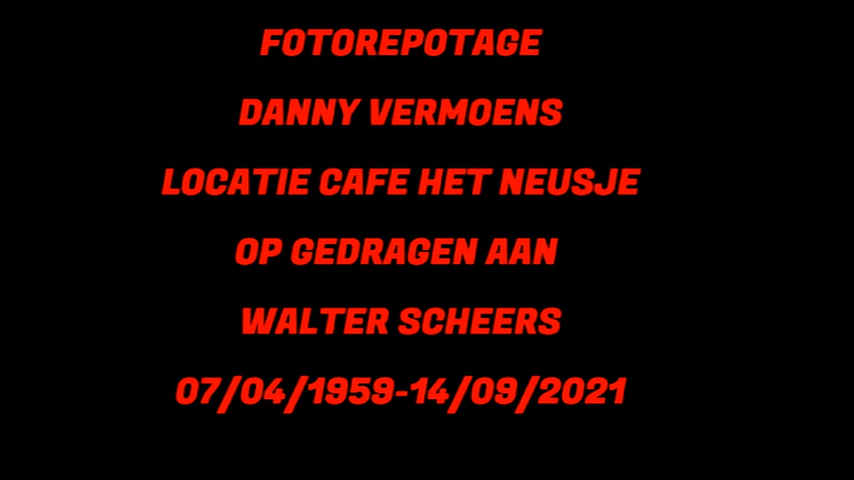 FOTOREPOTAGE
DANNY VERMOENS
LOCATIE CAFE HET NEUSJE
OP GEDRAGEN AAN
WALTER SCHEERS
07/04/1959-14/09/2021